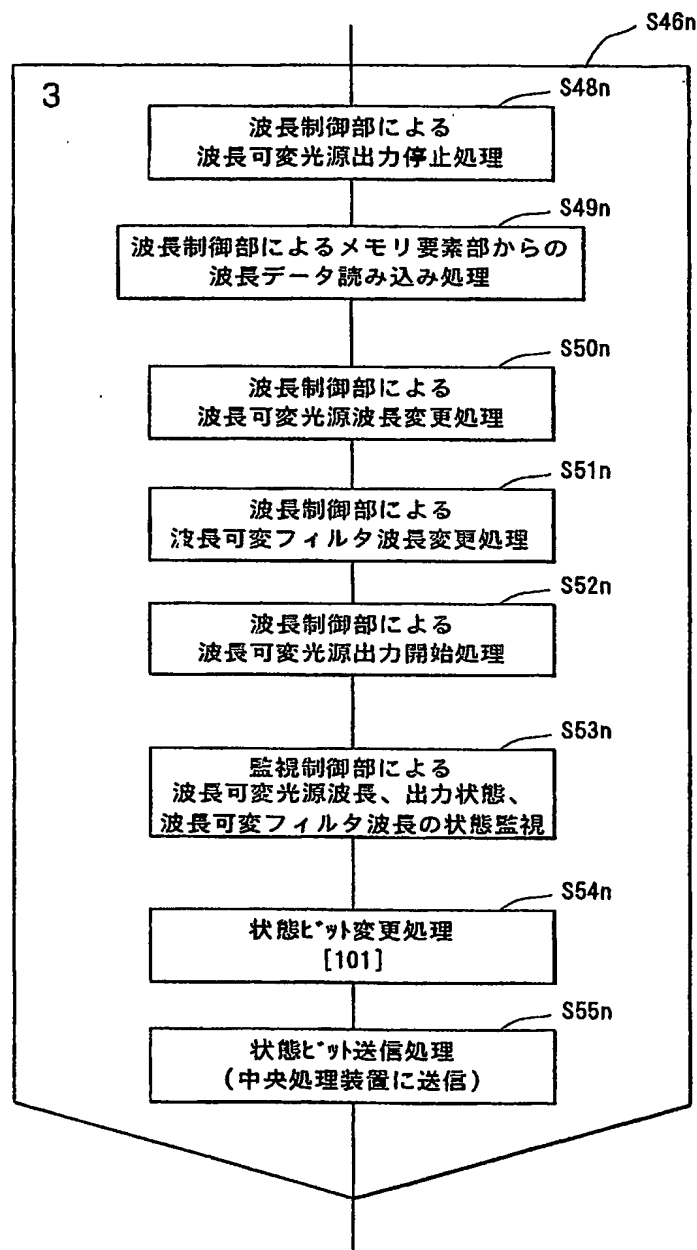 S46n
3
S48n
波長制御部による
波長可変光源出力停止処理
S49n
波長制御部によるメモリ要素部からの
波長データ読み込み処理
S50n
波長制御部による
波長可変光源波長変更処理
S51n
波長制御部による
波長可変フィルタ波長変更処理
S52n
波長制御部による
波長可変光源出力開始処理
S53n
監視制御部による
波長可変光源波長、出力状態、
波長可変フィルタ波長の状態監視
S54n
状態ビット変更処理
[101]
S55n
状態ビット送信処理
(中央処理装置に送信)